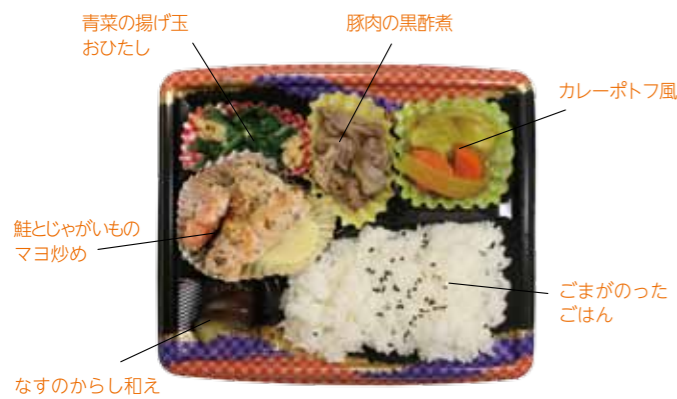 青菜の揚げ玉
おひたし
豚肉の黒酢煮
カレーポトフ風
鮭とじゃがいもの
マヨ炒め
ごまがのった
ごはん
なすのからし和え